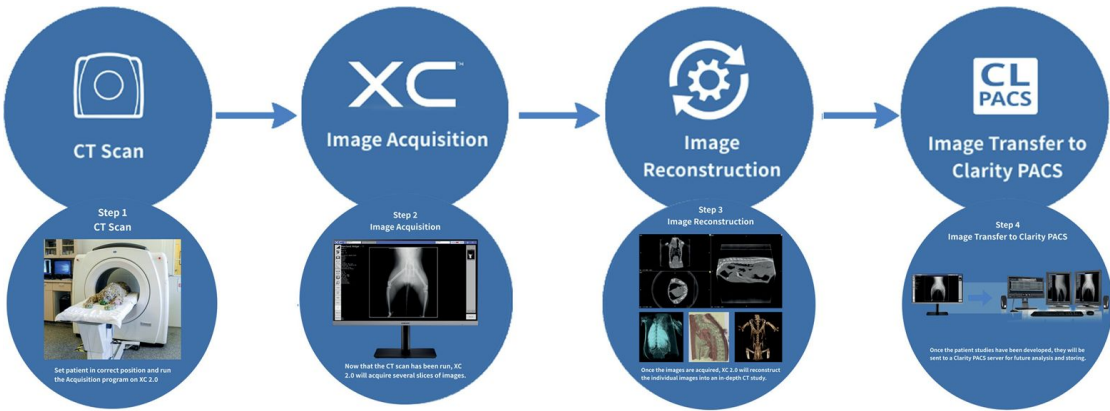 CT Scan
XC™
Image Acquisition
Image
Reconstruction
CL
PACS
Image Transfer to
Clarity PACS
Step 1
CT Scan
Set patient in correct position and run
the Acquisition program on XC 2.0
Step 2
Image Acquisition
Now that the CT scan has been run, XC
2.0 will acquire several slices of images.
Step 3
Image Reconstruction
Once the images are acquired, XC 2.0 will reconstruct
the individual images into an in-depth CT study.
Step 4
Image Transfer to Clarity PACS
Once the patient studies have been developed, they will be
sent to a Clarity PACS server for future analysis and storing.